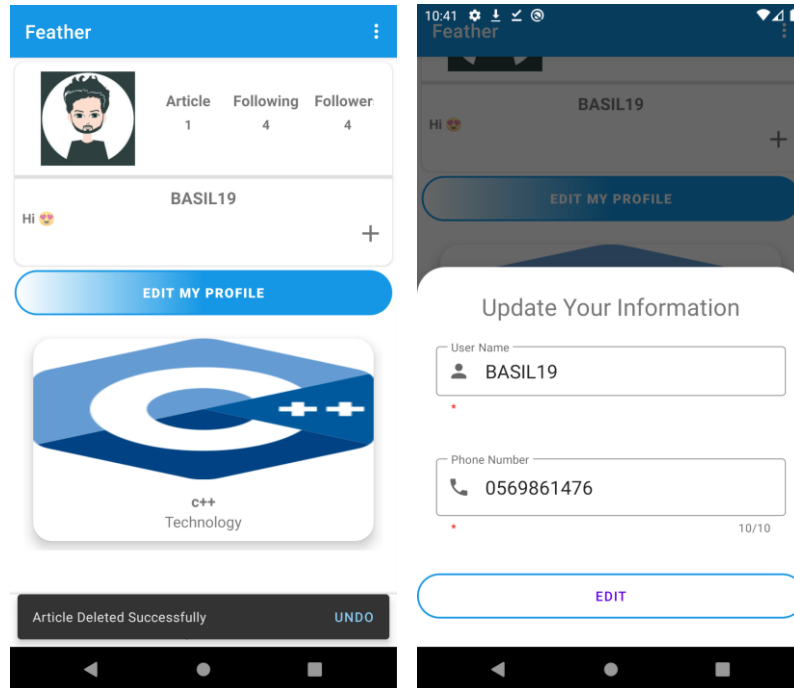 Feather
Article Following Follower
1 4 4
BASIL19
Hi 😍
+
EDIT MY PROFILE
c++
Technology
Article Deleted Successfully UNDO
10:41
Feather
BASIL19
Hi 😍
+
EDIT MY PROFILE
Update Your Information
User Name
BASIL19
*
Phone Number
0569861476
* 10/10
EDIT